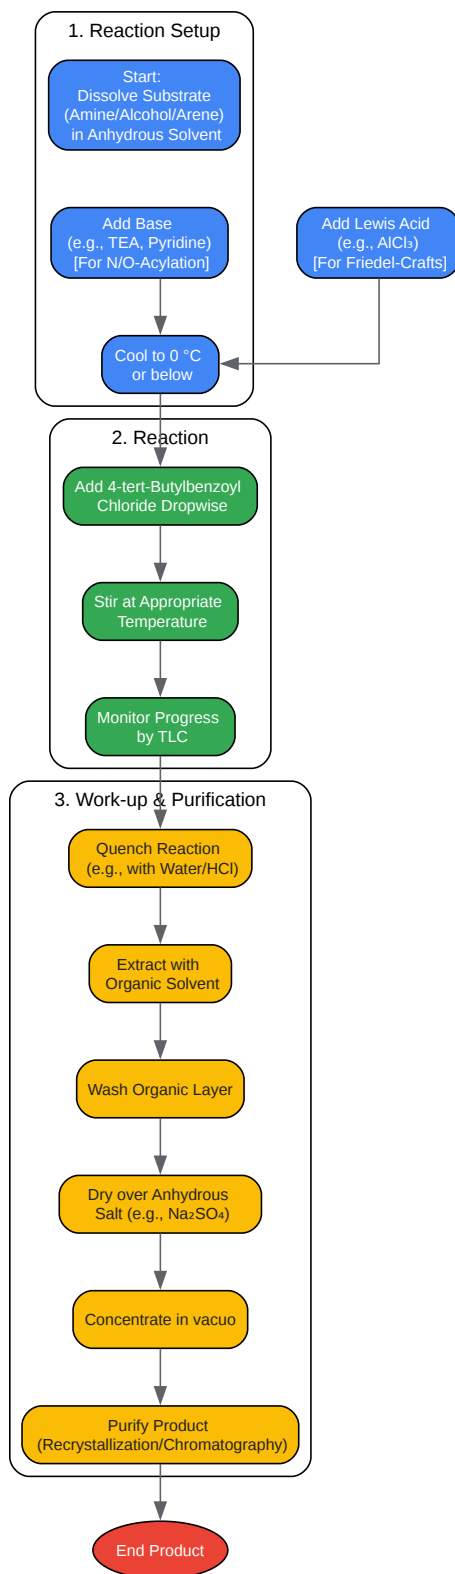 1. Reaction Setup
Start:
Dissolve Substrate
(Amine/Alcohol/Arene)
in Anhydrous Solvent
Add Base
(e.g., TEA, Pyridine)
[For N/O-Acylation]
Add Lewis Acid
(e.g., AlCl₃)
[For Friedel-Crafts]
Cool to 0 °C
or below
2. Reaction
Add 4-tert-Butylbenzoyl
Chloride Dropwise
Stir at Appropriate
Temperature
Monitor Progress
by TLC
3. Work-up & Purification
Quench Reaction
(e.g., with Water/HCl)
Extract with
Organic Solvent
Wash Organic Layer
Dry over Anhydrous
Salt (e.g., Na₂SO₄)
Concentrate in vacuo
Purify Product
(Recrystallization/Chromatography)
End Product